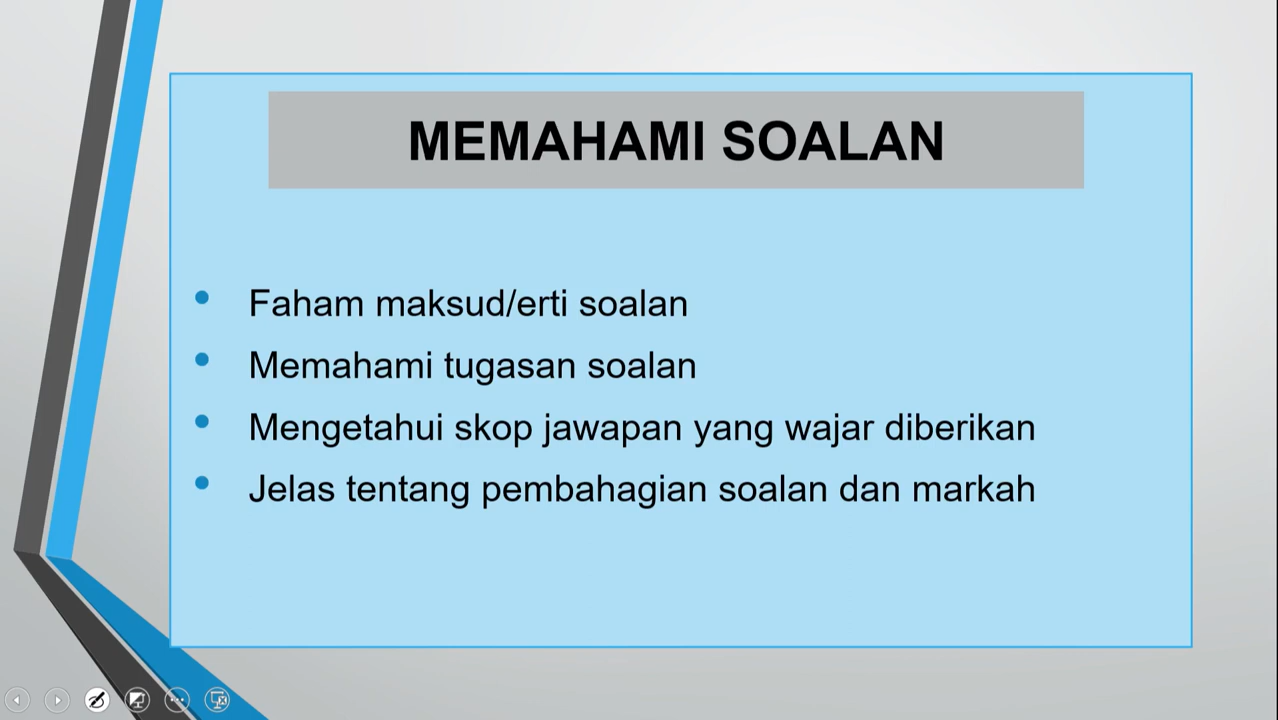 MEMAHAMI SOALAN
Faham maksud/erti soalan
Memahami tugasan soalan
Mengetahui skop jawapan yang wajar diberikan
Jelas tentang pembahagian soalan dan markah